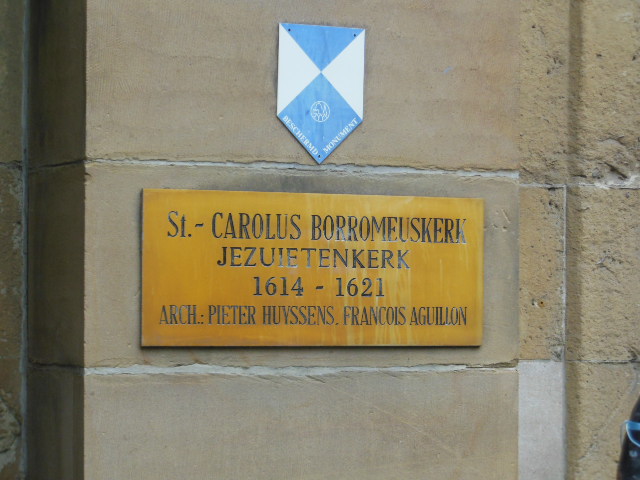 BESCHERMD MONUMENT
St.- CAROLUS BORROMEUSKERK
JEZUIETENKERK
1614 - 1621
ARCH.: PIETER HUYSSENS. FRANCOIS AGUILLON